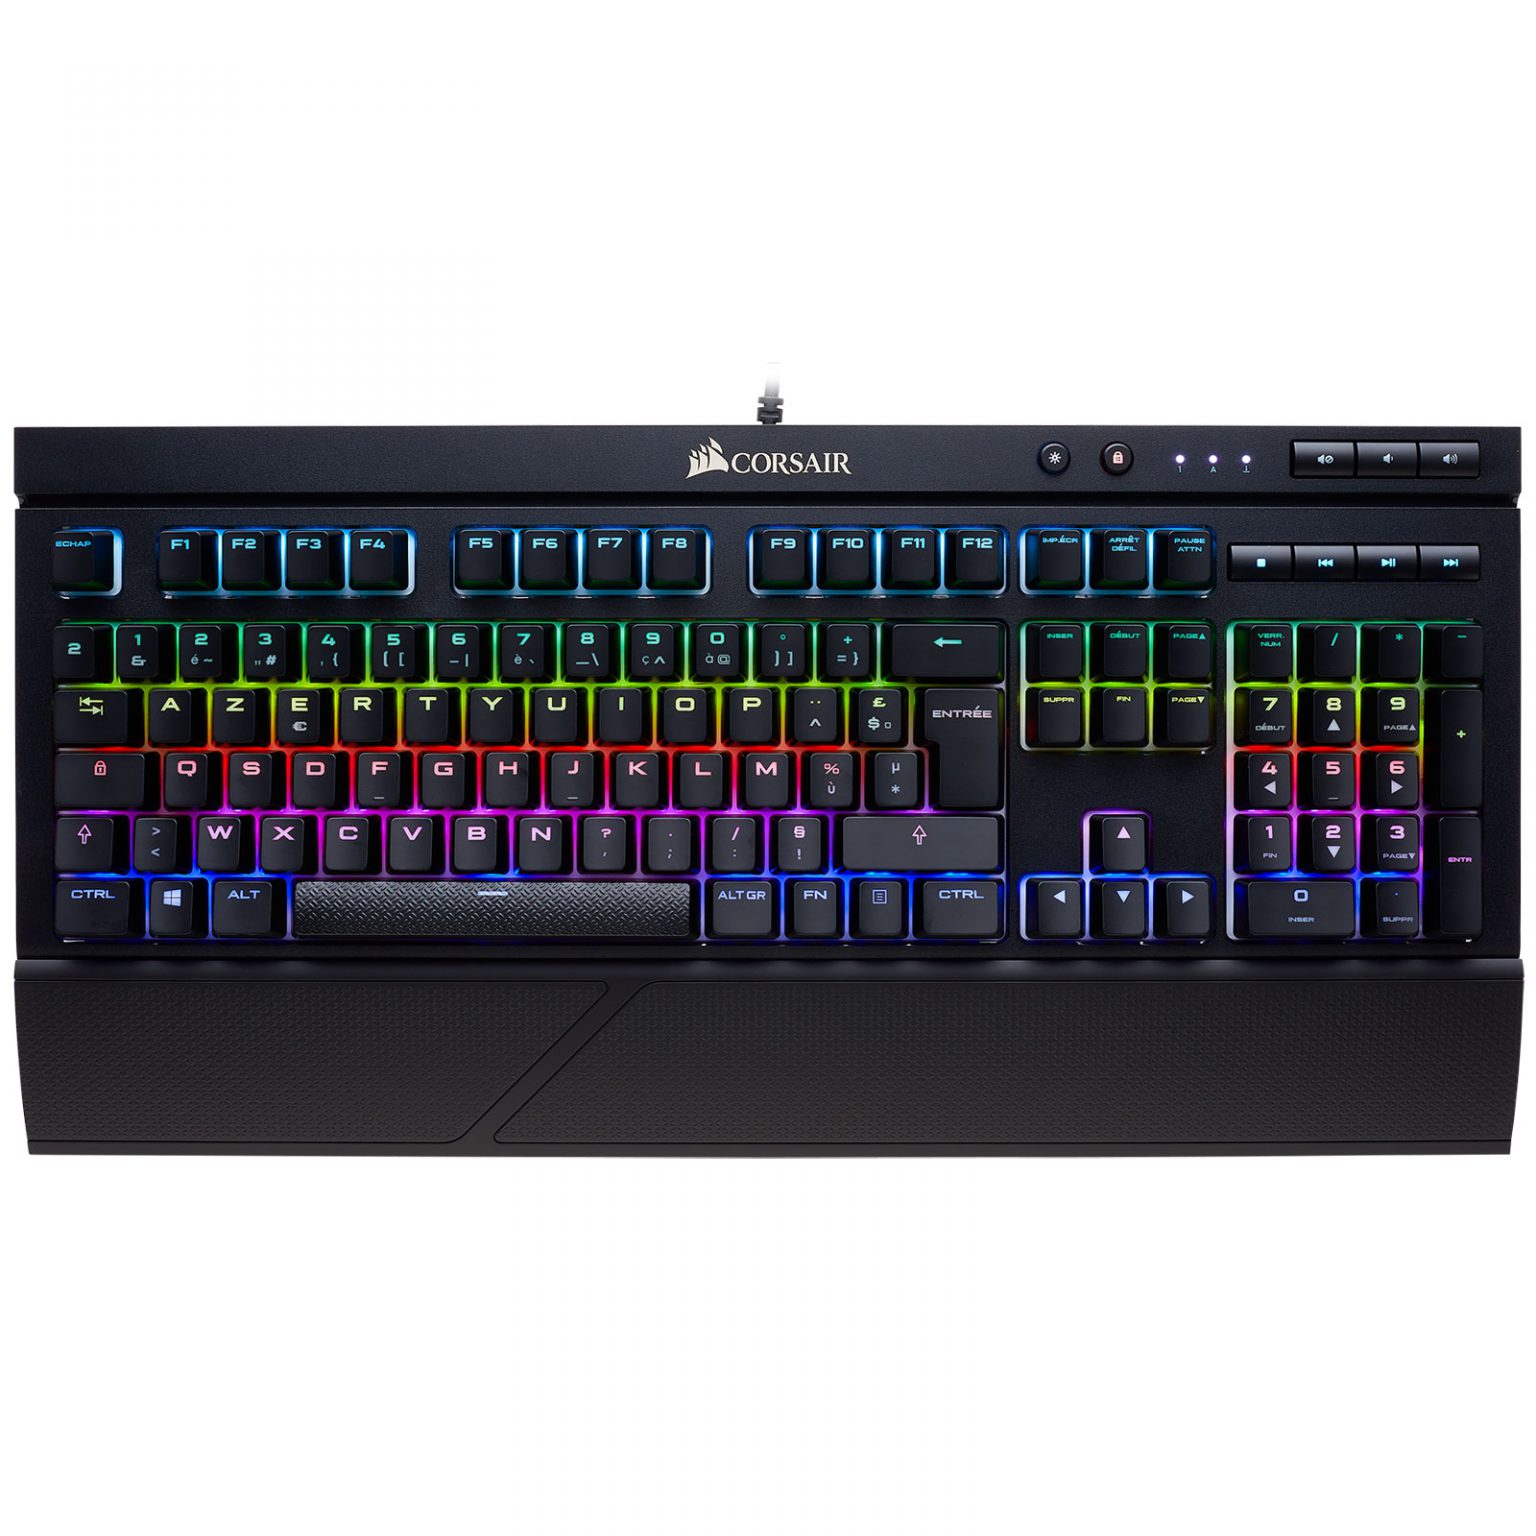 CORSAIR
1 A
ECHAP F1 F2 F3 F4 F5 F6 F7 F8 F9 F10 F11 F12 IMP.ÉCR ARRÊT DÉFIL PAUSE ATTN
2 1 & 2 é ~ 3 " # 4 ' { 5 ( [ 6 - | 7 è ` 8 _ \ 9 ç ^ 0 à @ ° ) ] + = } INSER DÉBUT PAGE▲ VERR. NUM / * -
A Z E € R T Y U I O P ¨ ^ £ $ ¤ ENTRÉE SUPPR FIN PAGE▼ 7 DÉBUT 8 ▲ 9 PAGE▲ +
Q S D F _ G H J _ K L M % ù µ * 4 ◀ 5 _ 6 ▶
> < W X C V B N ? , . ; / : § ! ▲ 1 FIN 2 ▼ 3 PAGE▼ ENTR
CTRL ALT ALT GR FN CTRL ◀ ▼ ▶ 0 INSER . SUPPR